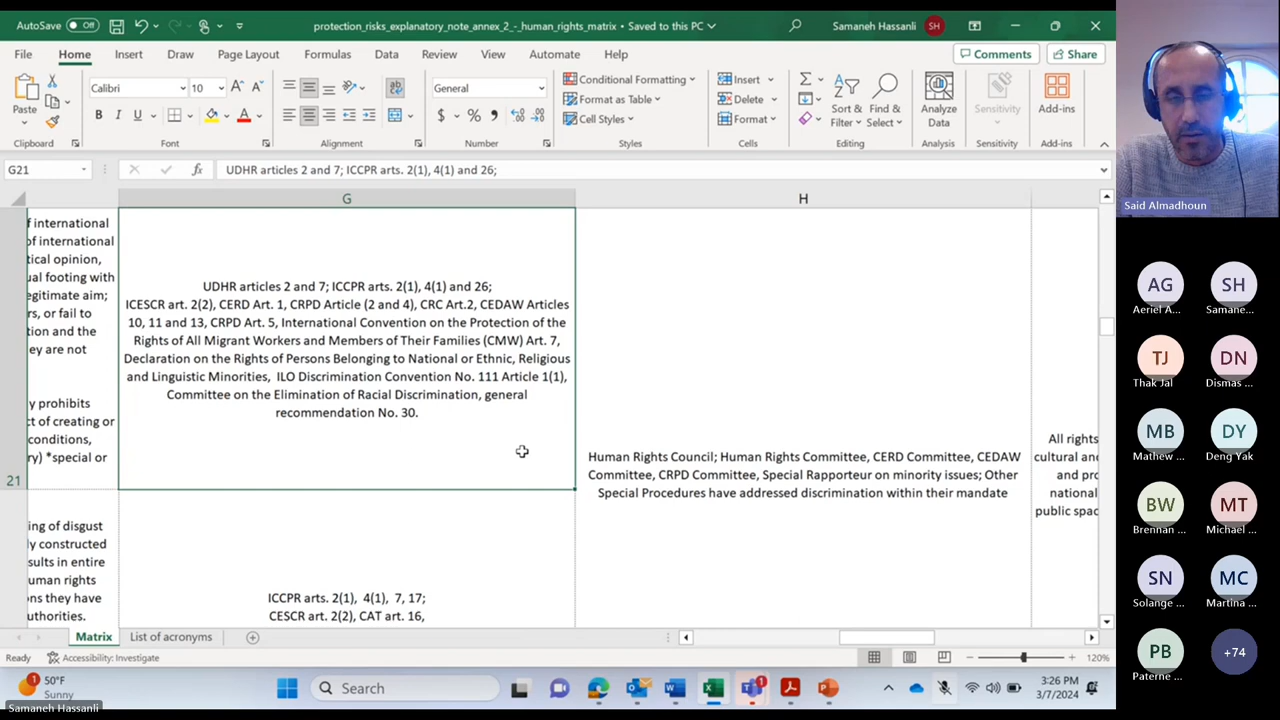 AutoSave Off protection_risks_explanatory_note_annex_2_-_human_rights_matrix • Saved to this PC Samaneh Hassanli SH
File Home Insert Draw Page Layout Formulas Data Review View Automate Help Comments Share
Paste
Calibri 10
B I U
General
$ %
Conditional Formatting
Format as Table
Cell Styles
Insert
Delete
Format
Sort & Filter
Find & Select
Analyze Data
Sensitivity
Add-ins
Clipboard Font Alignment Number Styles Cells Editing Analysis Sensitivity Add-ins
G21 fx UDHR articles 2 and 7; ICCPR arts. 2(1), 4(1) and 26;
G H
21
f international
of international
tical opinion,
ual footing with
egitimate aim;
rs, or fail to
tion and the
ey are not
y prohibits
ct of creating or
conditions,
ry) *special or
UDHR articles 2 and 7; ICCPR arts. 2(1), 4(1) and 26;
ICESCR art. 2(2), CERD Art. 1, CRPD Article (2 and 4), CRC Art.2, CEDAW Articles
10, 11 and 13, CRPD Art. 5, International Convention on the Protection of the
Rights of All Migrant Workers and Members of Their Families (CMW) Art. 7,
Declaration on the Rights of Persons Belonging to National or Ethnic, Religious
and Linguistic Minorities, ILO Discrimination Convention No. 111 Article 1(1),
Committee on the Elimination of Racial Discrimination, general
recommendation No. 30.
Human Rights Council; Human Rights Committee, CERD Committee, CEDAW
Committee, CRPD Committee, Special Rapporteur on minority issues; Other
Special Procedures have addressed discrimination within their mandate
All rights
cultural and
and pro
national
public spac
ing of disgust
ly constructed
sults in entire
uman rights
ns they have
uthorities.
ICCPR arts. 2(1), 4(1), 7, 17;
CESCR art. 2(2), CAT art. 16,
Matrix List of acronyms
Ready Accessibility: Investigate 120%
1 50°F
Sunny
Search
1
3:26 PM
3/7/2024
Samaneh Hassanli
Said Almadhoun
AG SH
Aeriel A... Samane...
TJ DN
Thak Jal Dismas ...
MB DY
Mathew ... Deng Yak
BW MT
Brennan ... Michael ...
SN MC
Solange ... Martina ...
PB +74
Paterne ...